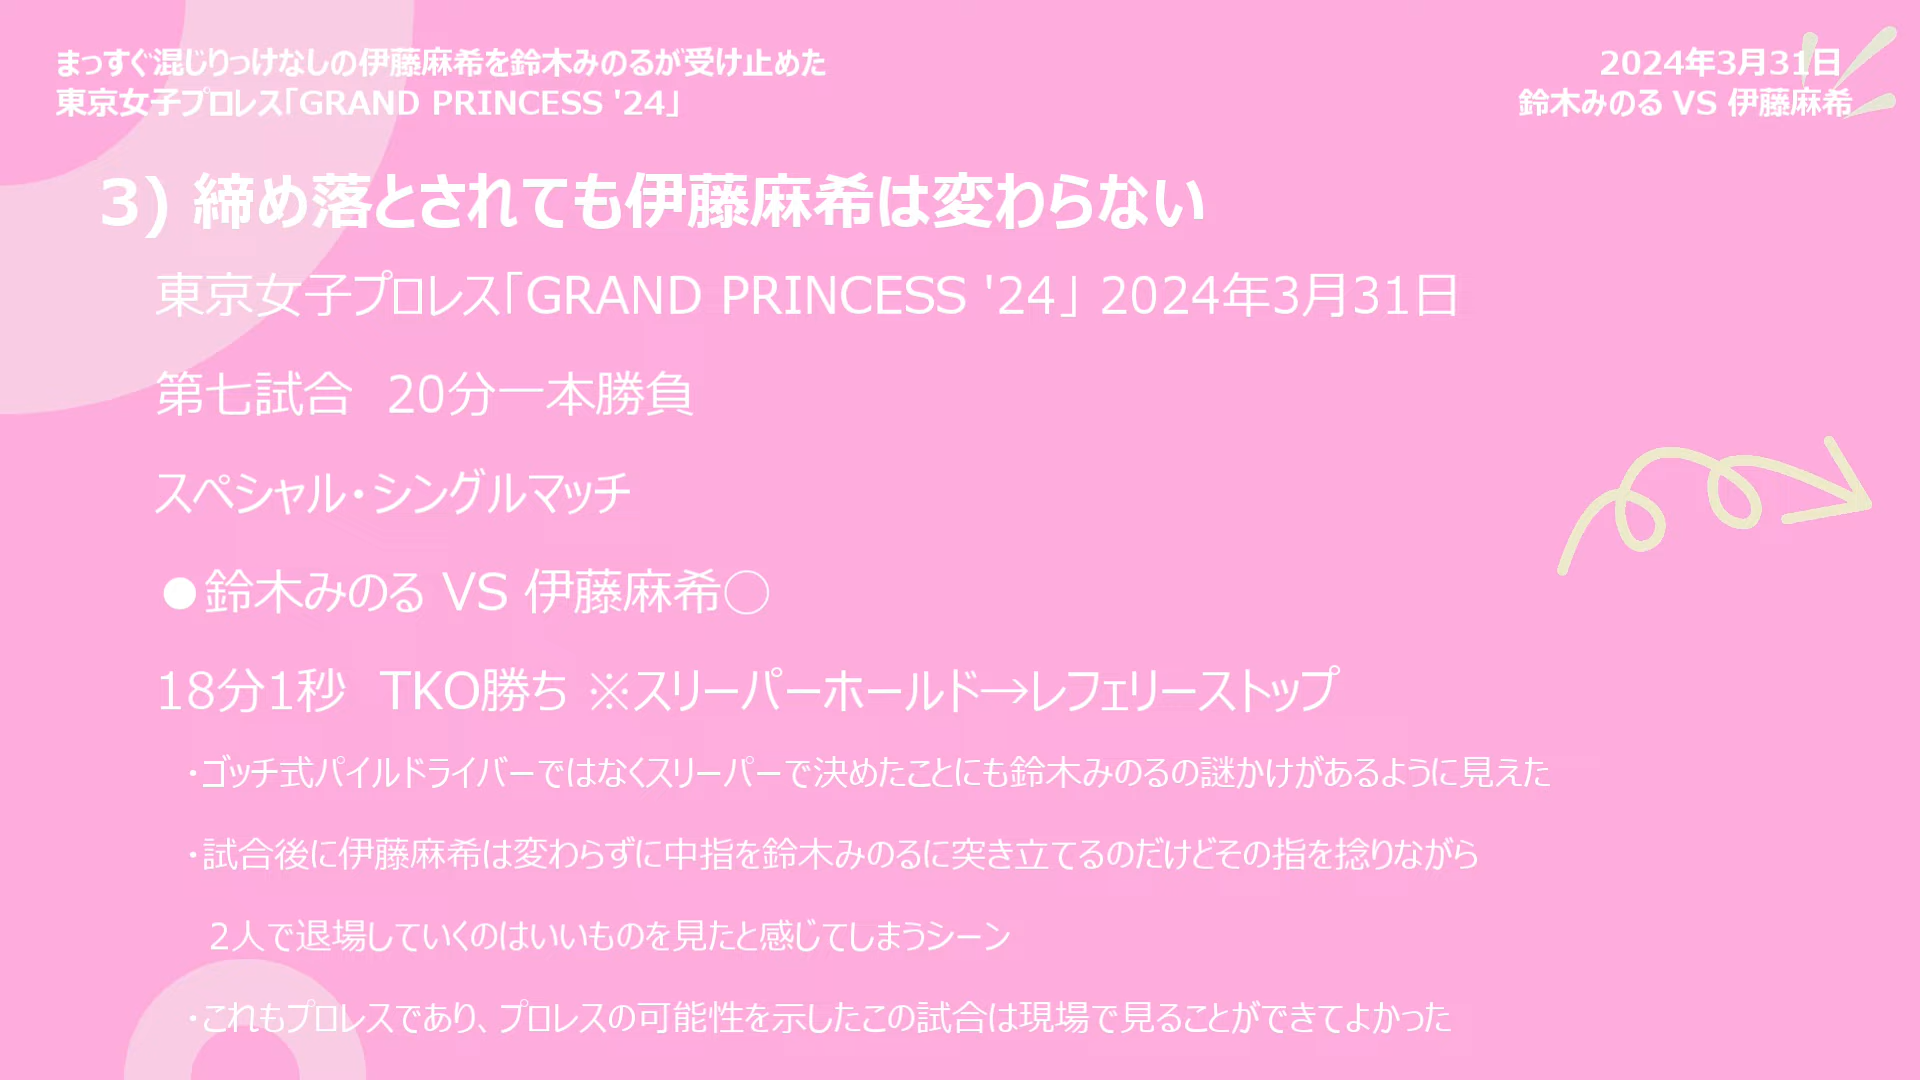 まっすぐ混じりっけなしの伊藤麻希を鈴木みのるが受け止めた
東京女子プロレス「GRAND PRINCESS '24」
2024年3月31日
鈴木みのる VS 伊藤麻希
3) 締め落とされても伊藤麻希は変わらない
東京女子プロレス「GRAND PRINCESS '24」 2024年3月31日
第七試合　20分一本勝負
スペシャル・シングルマッチ
●鈴木みのる VS 伊藤麻希○
18分1秒　TKO勝ち ※スリーパーホールド→レフェリーストップ
・ゴッチ式パイルドライバーではなくスリーパーで決めたことにも鈴木みのるの謎かけがあるように見えた
・試合後に伊藤麻希は変わらずに中指を鈴木みのるに突き立てるのだけどその指を捻りながら
2人で退場していくのはいいものを見たと感じてしまうシーン
・これもプロレスであり、プロレスの可能性を示したこの試合は現場で見ることができてよかった